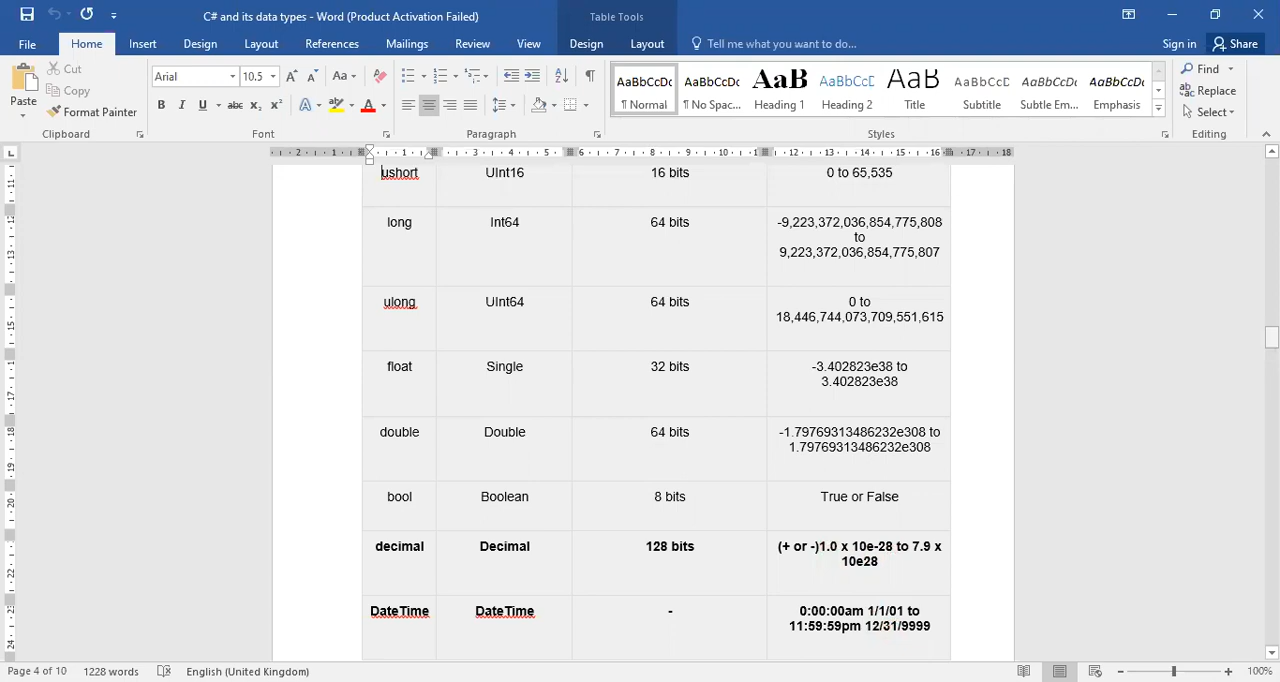 C# and its data types - Word (Product Activation Failed)
Table Tools
File Home Insert Design Layout References Mailings Review View Design Layout Tell me what you want to do... Sign in Share
Paste
Cut
Copy
Format Painter
Clipboard
Arial 10.5 Aa
B I U abc x₂ x² A A
Font
Paragraph
AaBbCcDc AaBbCcDc AaB AaBbCcD AaB AaBbCcD AaBbCcDc AaBbCcDc
¶ Normal ¶ No Spac... Heading 1 Heading 2 Title Subtitle Subtle Em... Emphasis
Styles
Find
Replace
Select
Editing
ushort UInt16 16 bits 0 to 65,535
long Int64 64 bits -9,223,372,036,854,775,808
to
9,223,372,036,854,775,807
ulong UInt64 64 bits 0 to
18,446,744,073,709,551,615
float Single 32 bits -3.402823e38 to
3.402823e38
double Double 64 bits -1.79769313486232e308 to
1.79769313486232e308
bool Boolean 8 bits True or False
decimal Decimal 128 bits (+ or -)1.0 x 10e-28 to 7.9 x
10e28
DateTime DateTime - 0:00:00am 1/1/01 to
11:59:59pm 12/31/9999
Page 4 of 10 1228 words English (United Kingdom) 100%